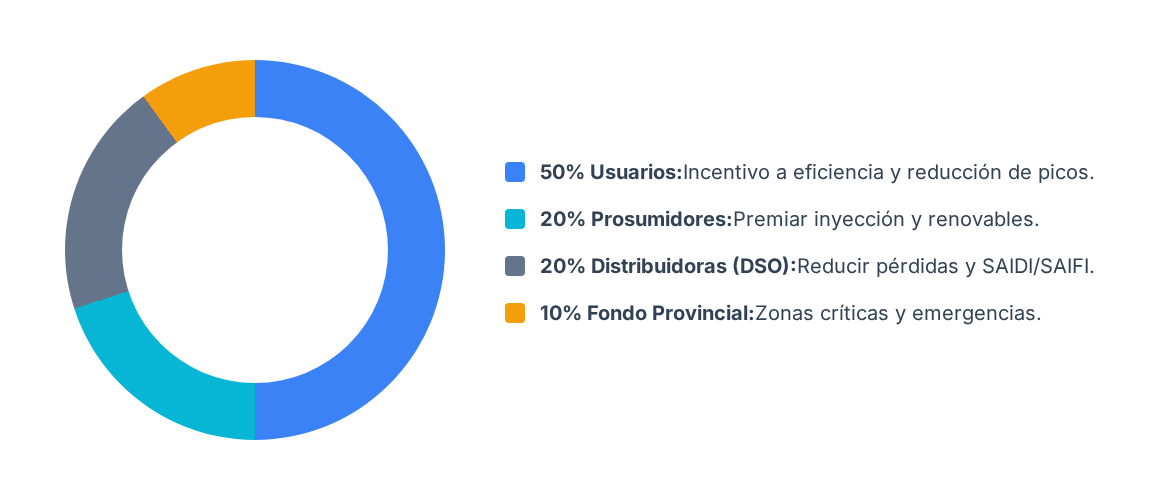 50% Usuarios:Incentivo a eficiencia y reducción de picos.
20% Prosumidores:Premiar inyección y renovables.
20% Distribuidoras (DSO):Reducir pérdidas y SAIDI/SAIFI.
10% Fondo Provincial:Zonas críticas y emergencias.